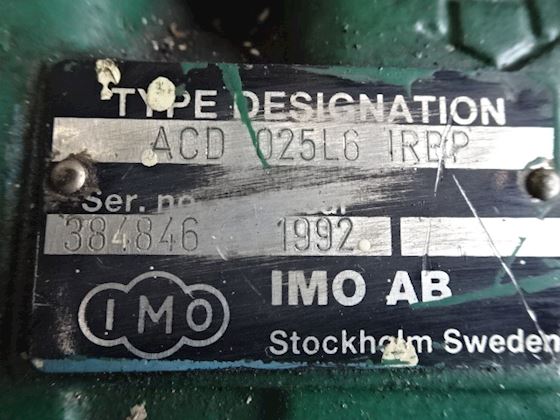 TYPE DESIGNATION
ACD 025L6 IRBP
Ser. no.
384846 1992
IMO
IMO AB
Stockholm Sweden